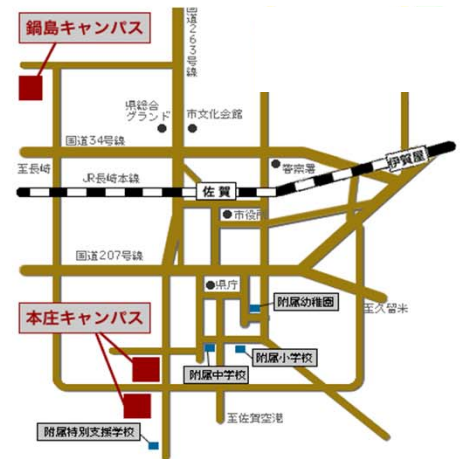 鍋島キャンパス
国道263号線
県総合
グランド
市文化会館
国道34号線
至長崎
JR長崎本線
佐賀
警察署
伊賀屋
市役所
国道207号線
県庁
附属幼稚園
至久留米
本庄キャンパス
附属中学校
附属小学校
至佐賀空港
附属特別支援学校